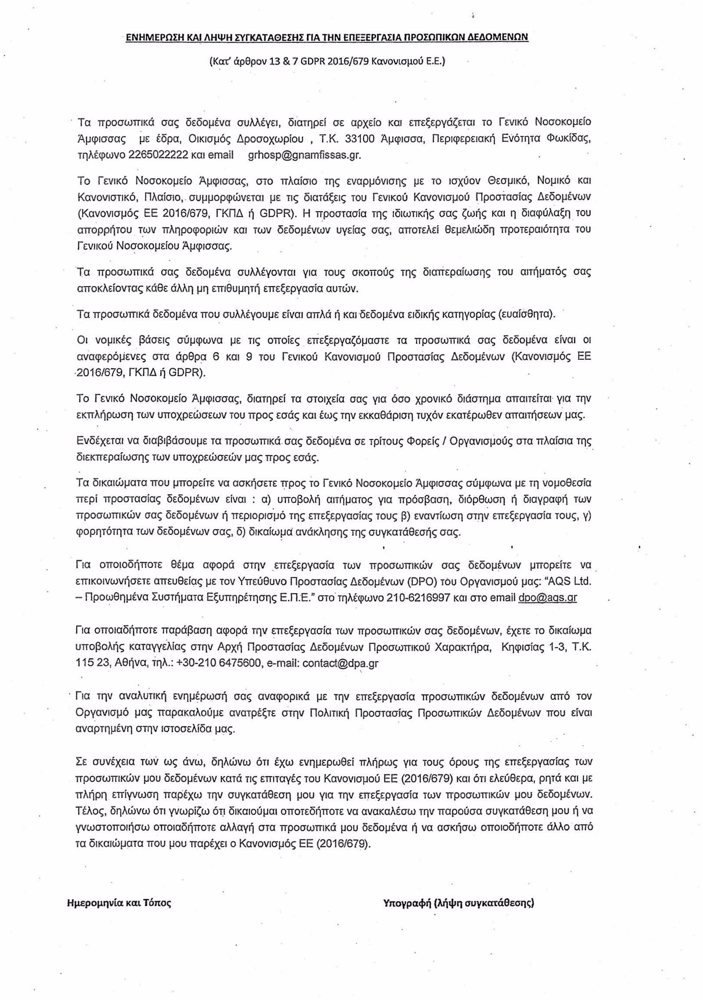 ΕΝΗΜΕΡΩΣΗ ΚΑΙ ΛΗΨΗ ΣΥΓΚΑΤΑΘΕΣΗΣ ΓΙΑ ΤΗΝ ΕΠΕΞΕΡΓΑΣΙΑ ΠΡΟΣΩΠΙΚΩΝ ΔΕΔΟΜΕΝΩΝ
(Κατ' άρθρον 13 & 7 GDPR 2016/679 Κανονισμού Ε.Ε.)
Τα προσωπικά σας δεδομένα συλλέγει, διατηρεί σε αρχείο και επεξεργάζεται το Γενικό Νοσοκομείο
Άμφισσας με έδρα, Οικισμός Δροσοχωρίου , Τ.Κ. 33100 Άμφισσα, Περιφερειακή Ενότητα Φωκίδας,
τηλέφωνο 2265022222 και email grhosp@gnamfissas.gr.
Το Γενικό Νοσοκομείο Άμφισσας, στο πλαίσιο της εναρμόνισης με το ισχύον Θεσμικό, Νομικό και
Κανονιστικό, Πλαίσιο, συμμορφώνεται με τις διατάξεις του Γενικού Κανονισμού Προστασίας Δεδομένων
(Κανονισμός ΕΕ 2016/679, ΓΚΠΔ ή GDPR). Η προστασία της ιδιωτικής σας ζωής και η διαφύλαξη του
απορρήτου των πληροφοριών και των δεδομένων υγείας σας, αποτελεί θεμελιώδη προτεραιότητα του
Γενικού Νοσοκομείου Άμφισσας.
Τα προσωπικά σας δεδομένα συλλέγονται για τους σκοπούς της διαπεραίωσης του αιτήματός σας
αποκλείοντας κάθε άλλη μη επιθυμητή επεξεργασία αυτών.
Τα προσωπικά δεδομένα που συλλέγουμε είναι απλά ή και δεδομένα ειδικής κατηγορίας (ευαίσθητα).
Οι νομικές βάσεις σύμφωνα με τις οποίες επεξεργαζόμαστε τα προσωπικά σας δεδομένα είναι οι
αναφερόμενες στα άρθρα 6 και 9 του Γενικού Κανονισμού Προστασίας Δεδομένων (Κανονισμός ΕΕ
2016/679, ΓΚΠΔ ή GDPR).
Το Γενικό Νοσοκομείο Άμφισσας, διατηρεί τα στοιχεία σας για όσο χρονικό διάστημα απαιτείται για την
εκπλήρωση των υποχρεώσεων του προς εσάς και έως την εκκαθάριση τυχόν εκατέρωθεν απαιτήσεων μας.
Ενδέχεται να διαβιβάσουμε τα προσωπικά σας δεδομένα σε τρίτους Φορείς / Οργανισμούς στα πλαίσια της
διεκπεραίωσης των υποχρεώσεών μας προς εσάς.
Τα δικαιώματα που μπορείτε να ασκήσετε προς το Γενικό Νοσοκομείο Άμφισσας σύμφωνα με τη νομοθεσία
περί προστασίας δεδομένων είναι : α) υποβολή αιτήματος για πρόσβαση, διόρθωση ή διαγραφή των
προσωπικών σας δεδομένων ή περιορισμό της επεξεργασίας τους β) εναντίωση στην επεξεργασία τους, γ)
φορητότητα των δεδομένων σας, δ) δικαίωμα ανάκλησης της συγκατάθεσής σας.
Για οποιοδήποτε θέμα αφορά στην επεξεργασία των προσωπικών σας δεδομένων μπορείτε να
επικοινωνήσετε απευθείας με τον Υπεύθυνο Προστασίας Δεδομένων (DPO) του Οργανισμού μας: “AQS Ltd.
– Προωθημένα Συστήματα Εξυπηρέτησης Ε.Π.Ε.” στο τηλέφωνο 210-6216997 και στο email dpo@aqs.gr
Για οποιαδήποτε παράβαση αφορά την επεξεργασία των προσωπικών σας δεδομένων, έχετε το δικαίωμα
υποβολής καταγγελίας στην Αρχή Προστασίας Δεδομένων Προσωπικού Χαρακτήρα, Κηφισίας 1-3, Τ.Κ.
115 23, Αθήνα, τηλ.: +30-210 6475600, e-mail: contact@dpa.gr
Για την αναλυτική ενημέρωσή σας αναφορικά με την επεξεργασία προσωπικών δεδομένων από τον
Οργανισμό μας παρακαλούμε ανατρέξτε στην Πολιτική Προστασίας Προσωπικών Δεδομένων που είναι
αναρτημένη στην ιστοσελίδα μας.
Σε συνέχεια των ως άνω, δηλώνω ότι έχω ενημερωθεί πλήρως για τους όρους της επεξεργασίας των
προσωπικών μου δεδομένων κατά τις επιταγές του Κανονισμού ΕΕ (2016/679) και ότι ελεύθερα, ρητά και με
πλήρη επίγνωση παρέχω την συγκατάθεση μου για την επεξεργασία των προσωπικών μου δεδομένων.
Τέλος, δηλώνω ότι γνωρίζω ότι δικαιούμαι οποτεδήποτε να ανακαλέσω την παρούσα συγκατάθεση μου ή να
γνωστοποιήσω οποιαδήποτε αλλαγή στα προσωπικά μου δεδομένα ή να ασκήσω οποιοδήποτε άλλο από
τα δικαιώματα που μου παρέχει ο Κανονισμός ΕΕ (2016/679).
Ημερομηνία και Τόπος
Υπογραφή (λήψη συγκατάθεσης)